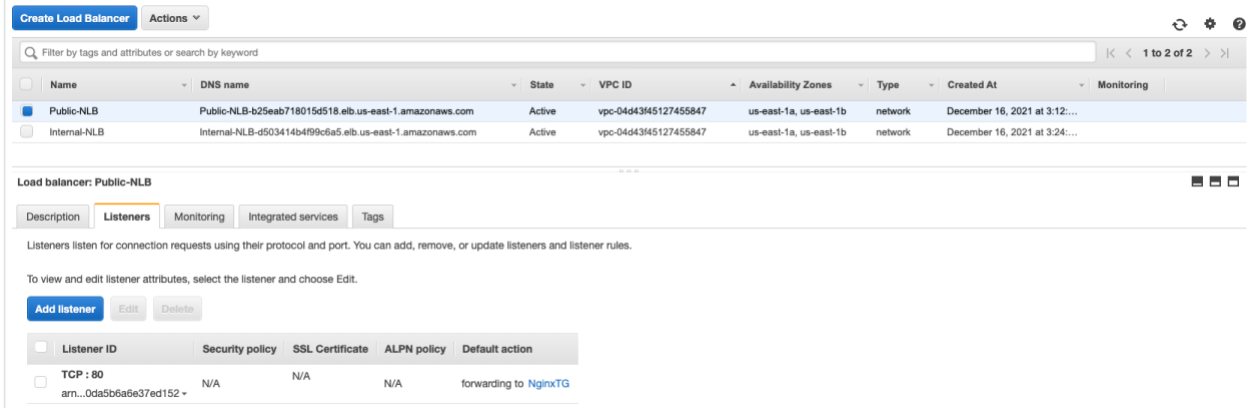 Create Load Balancer Actions
Filter by tags and attributes or search by keyword 1 to 2 of 2
Name DNS name State VPC ID Availability Zones Type Created At Monitoring
Public-NLB Public-NLB-b25eab718015d518.elb.us-east-1.amazonaws.com Active vpc-04d43f45127455847 us-east-1a, us-east-1b network December 16, 2021 at 3:12:...
Internal-NLB Internal-NLB-d503414b4f99c6a5.elb.us-east-1.amazonaws.com Active vpc-04d43f45127455847 us-east-1a, us-east-1b network December 16, 2021 at 3:24:...
Load balancer: Public-NLB
Description Listeners Monitoring Integrated services Tags
Listeners listen for connection requests using their protocol and port. You can add, remove, or update listeners and listener rules.
To view and edit listener attributes, select the listener and choose Edit.
Add listener Edit Delete
Listener ID Security policy SSL Certificate ALPN policy Default action
TCP : 80
arn...0da5b6a6e37ed152 N/A N/A N/A forwarding to NginxTG